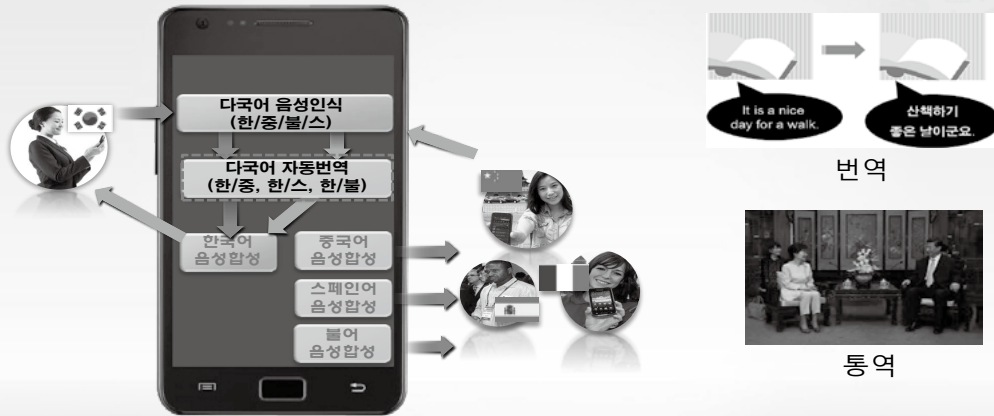 다국어 음성인식
(한/중/불/스)
다국어 자동번역
(한/중, 한/스, 한/불)
한국어
음성합성
중국어
음성합성
스페인어
음성합성
불어
음성합성
It is a nice
day for a walk.
산책하기
좋은 날이군요.
번역
통역